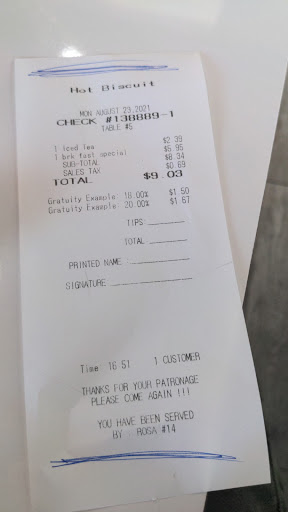 Hot Biscuit
MON AUGUST 23,2021
CHECK #138889-1
TABLE #5
1 Iced Tea $2.39
1 brk fast special $5.95
SUB-TOTAL $8.34
SALES TAX $0.69
TOTAL $9.03
Gratuity Example 18.00% $1.50
Gratuity Example 20.00% $1.67
TIPS:
TOTAL
PRINTED NAME
SIGNATURE
Time 16 51 1 CUSTOMER
THANKS FOR YOUR PATRONAGE
PLEASE COME AGAIN !!!
YOU HAVE BEEN SERVED
BY ROSA #14